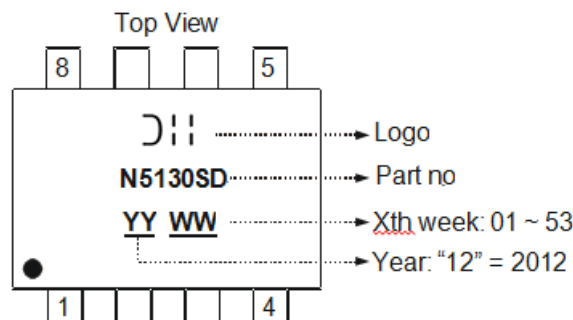 Top View
8 5
Logo
N5130SD Part no
YY WW Xth week: 01 ~ 53
Year: “12” = 2012
1 4